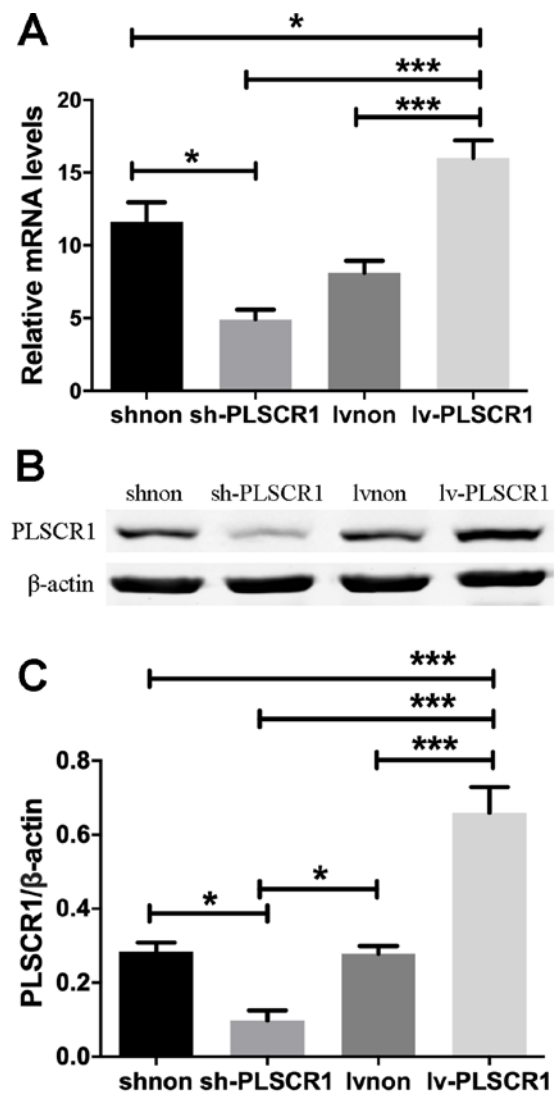 A
*
***
***
*
20
15
10
5
0
Relative mRNA levels
shnon sh-PLSCR1 lvnon lv-PLSCR1
B
shnon sh-PLSCR1 lvnon lv-PLSCR1
PLSCR1
β-actin
C
***
***
***
*
*
0.8
0.6
0.4
0.2
0.0
PLSCR1/β-actin
shnon sh-PLSCR1 lvnon lv-PLSCR1